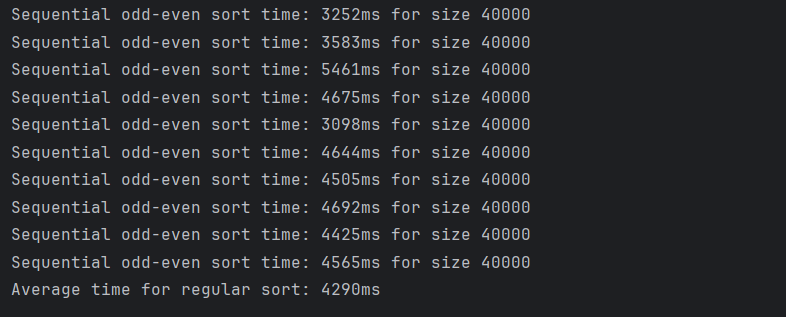 Sequential odd-even sort time: 3252ms for size 40000
Sequential odd-even sort time: 3583ms for size 40000
Sequential odd-even sort time: 5461ms for size 40000
Sequential odd-even sort time: 4675ms for size 40000
Sequential odd-even sort time: 3098ms for size 40000
Sequential odd-even sort time: 4644ms for size 40000
Sequential odd-even sort time: 4505ms for size 40000
Sequential odd-even sort time: 4692ms for size 40000
Sequential odd-even sort time: 4425ms for size 40000
Sequential odd-even sort time: 4565ms for size 40000
Average time for regular sort: 4290ms